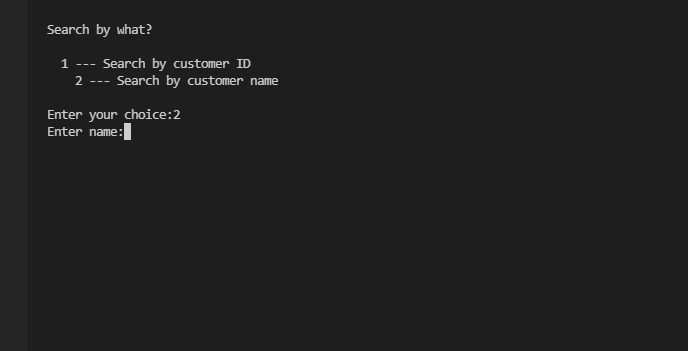 Search by what?
1 --- Search by customer ID
2 --- Search by customer name
Enter your choice:2
Enter name: